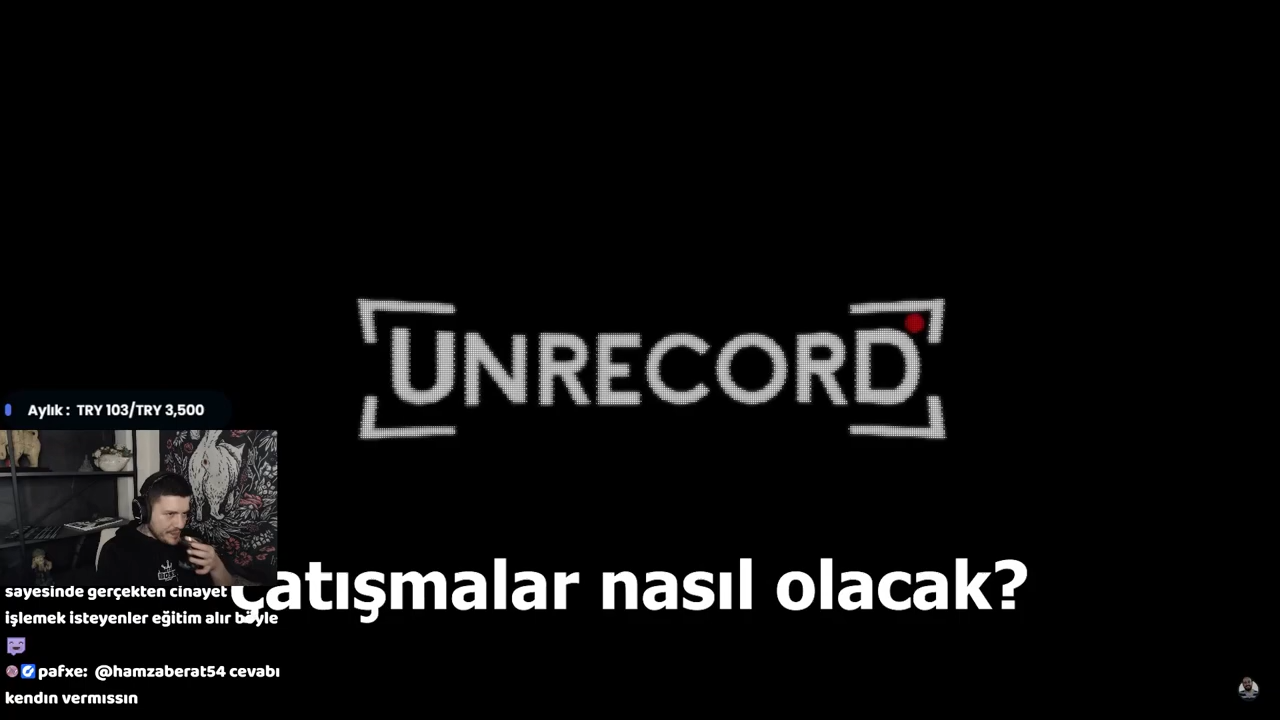 UNRECORD
Aylık : TRY 103/TRY 3,500
Çatışmalar nasıl olacak?
sayesinde gerçekten cinayet
işlemek isteyenler eğitim alır böyle
pafxe: @hamzaberat54 cevabı
kendın vermıssın